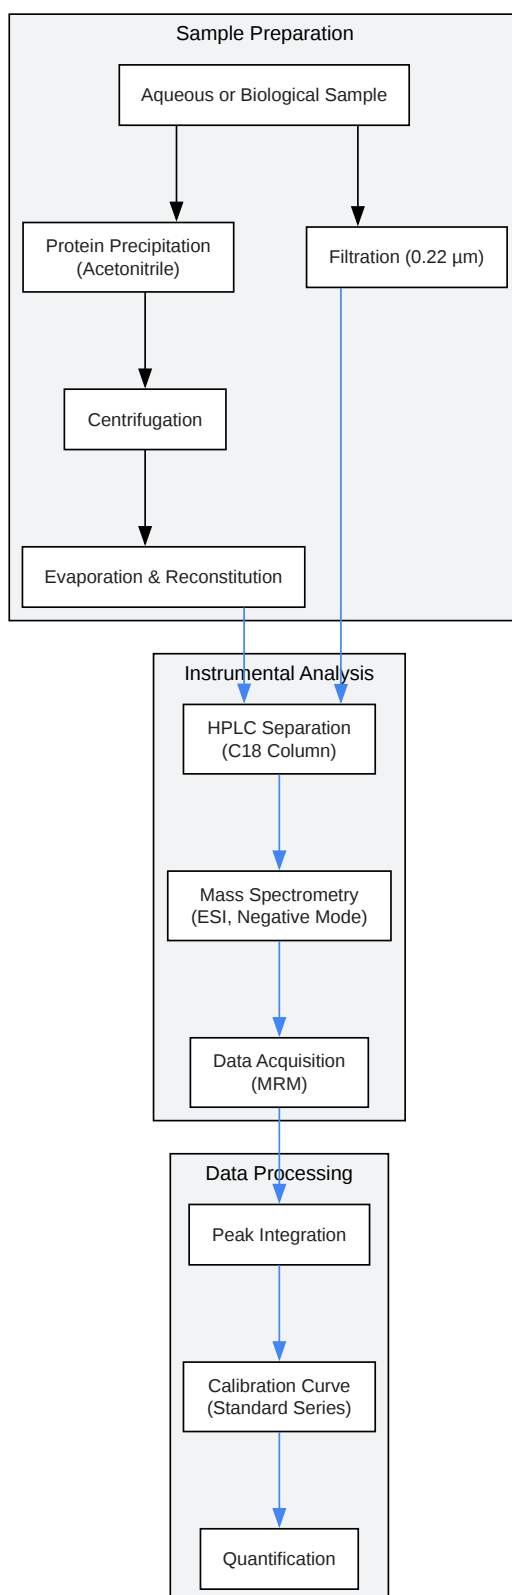 Sample Preparation
Aqueous or Biological Sample
Protein Precipitation
(Acetonitrile)
Filtration (0.22 µm)
Centrifugation
Evaporation & Reconstitution
Instrumental Analysis
HPLC Separation
(C18 Column)
Mass Spectrometry
(ESI, Negative Mode)
Data Acquisition
(MRM)
Data Processing
Peak Integration
Calibration Curve
(Standard Series)
Quantification